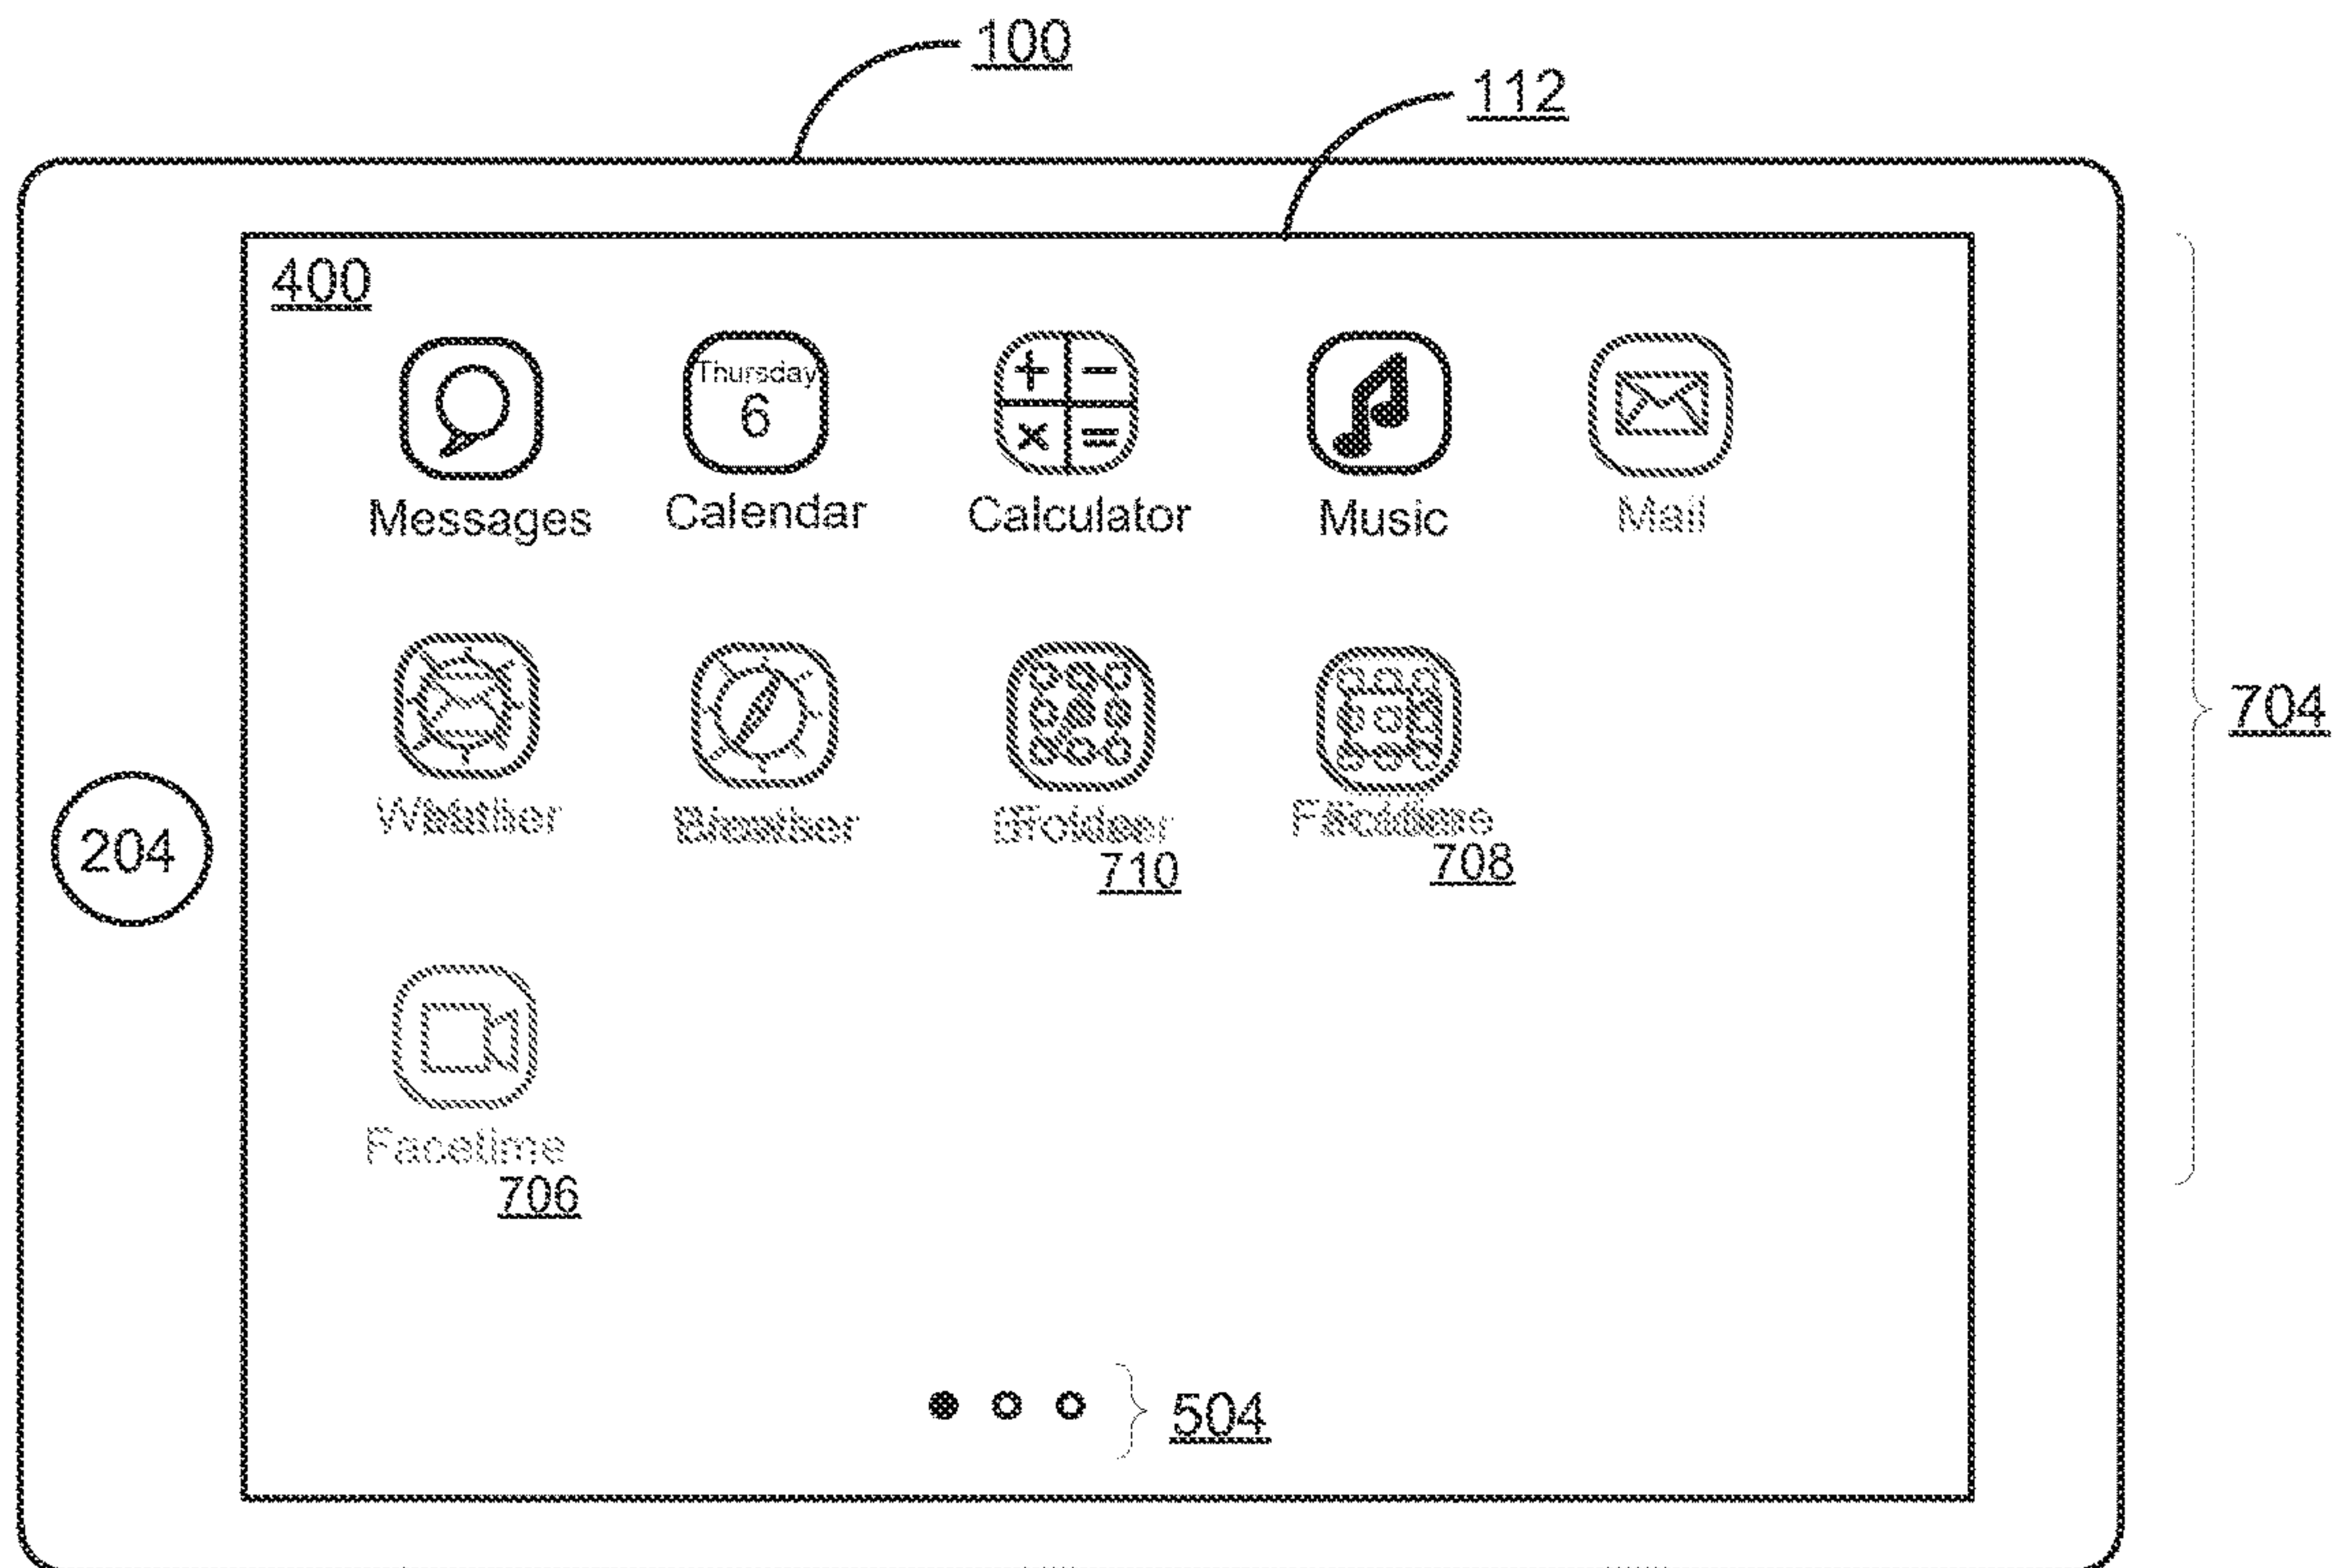 100
112
400
Thursday
6
Messages
Calendar
Calculator
Music
Mail
704
204
710
708
Facetime
706
504